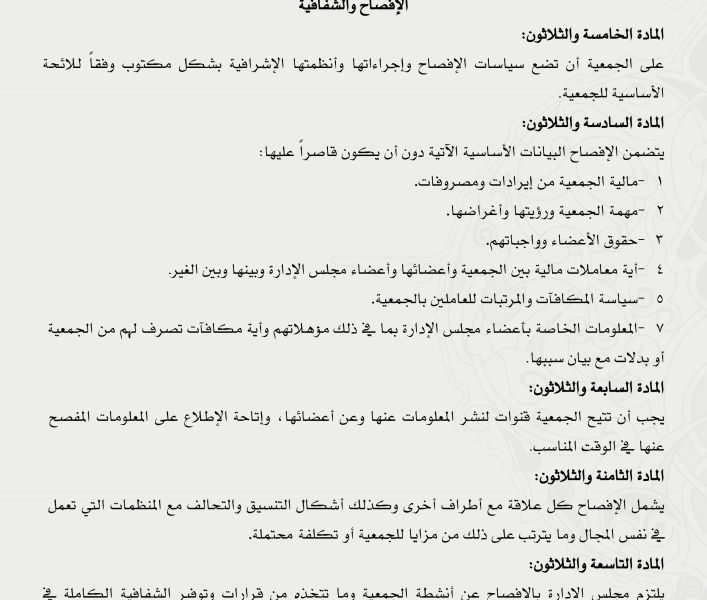 الإفصاح والشفافية
المادة الخامسة والثلاثون:
على الجمعية أن تضع سياسات الإفصاح وإجراءاتها وأنظمتها الإشرافية بشكل مكتوب وفقاً للائحة
الأساسية للجمعية.
المادة السادسة والثلاثون:
يتضمن الإفصاح البيانات الأساسية الآتية دون أن يكون قاصراً عليها:
١ -مالية الجمعية من إيرادات ومصروفات.
٢ -مهمة الجمعية ورؤيتها وأغراضها.
٣ -حقوق الأعضاء وواجباتهم.
٤ -أية معاملات مالية بين الجمعية وأعضائها وأعضاء مجلس الإدارة وبينها وبين الغير.
٥ -سياسة المكافآت والمرتبات للعاملين بالجمعية.
٧ -المعلومات الخاصة بأعضاء مجلس الإدارة بما في ذلك مؤهلاتهم وأية مكافآت تصرف لهم من الجمعية
أو بدلات مع بيان سببها.
المادة السابعة والثلاثون:
يجب أن تتيح الجمعية قنوات لنشر المعلومات عنها وعن أعضائها، وإتاحة الإطلاع على المعلومات المفصح
عنها في الوقت المناسب.
المادة الثامنة والثلاثون:
يشمل الإفصاح كل علاقة مع أطراف أخرى وكذلك أشكال التنسيق والتحالف مع المنظمات التي تعمل
في نفس المجال وما يترتب على ذلك من مزايا للجمعية أو تكلفة محتملة.
المادة التاسعة والثلاثون:
يلتزم مجلس الإدارة بالإفصاح عن أنشطة الجمعية وما تتخذه من قرارات وتوفير الشفافية الكاملة في